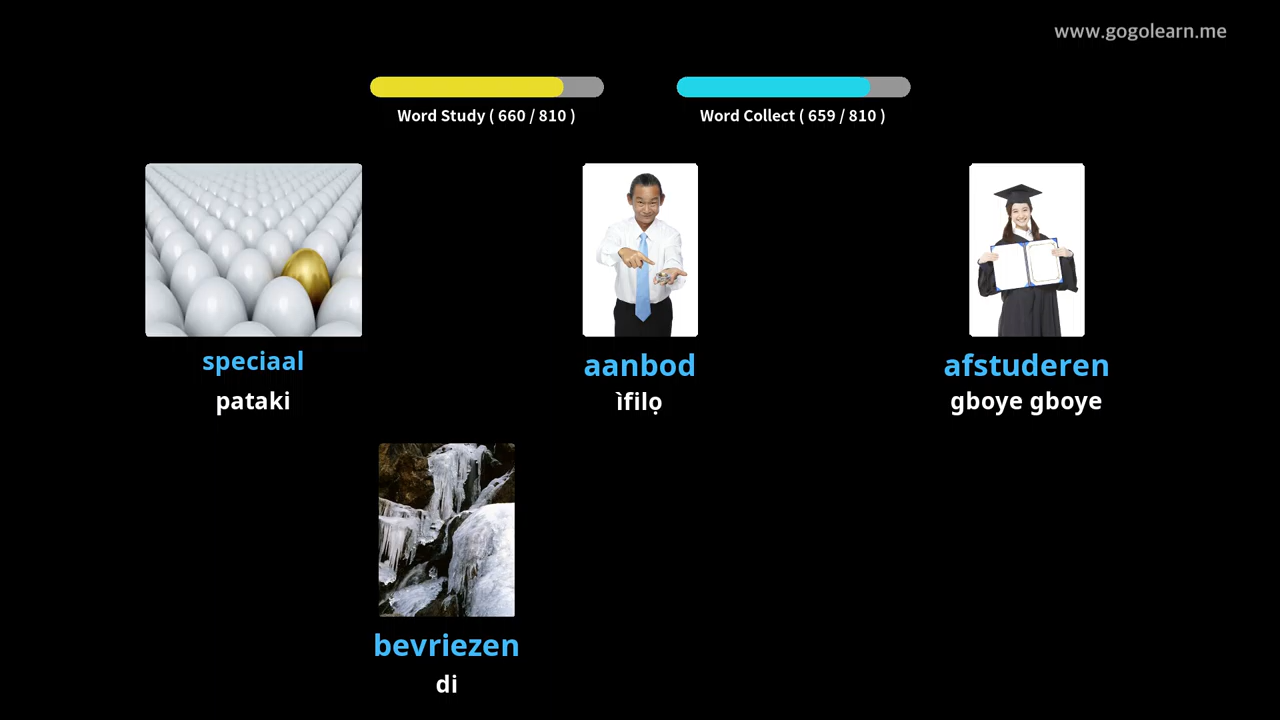 www.gogolearn.me
Word Study ( 660 / 810 )
Word Collect ( 659 / 810 )
speciaal
pataki
aanbod
ìfilọ
afstuderen
gboye gboye
bevriezen
di